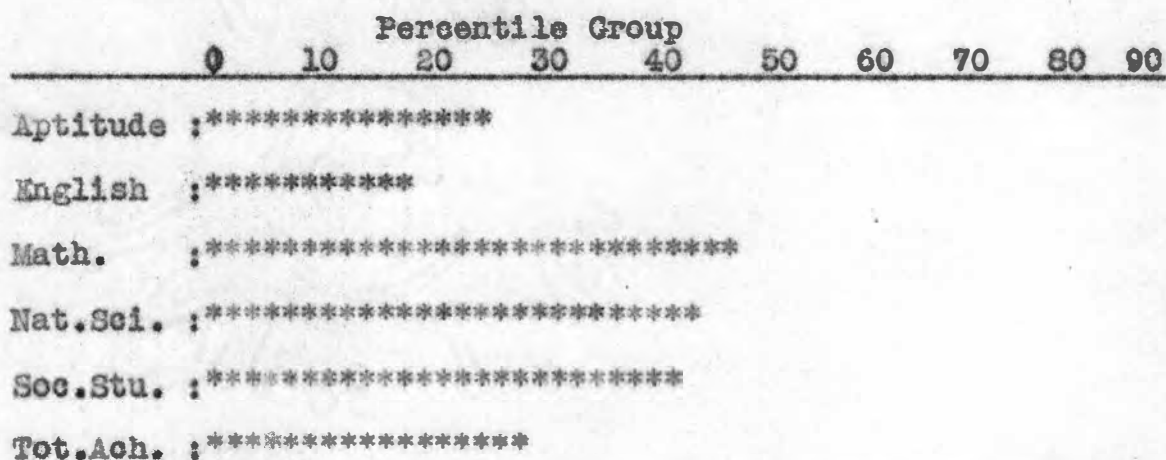 Percentile Group
0 10 20 30 40 50 60 70 80 90
Aptitude :***************
English :***********
Math. :****************************
Nat.Sci. :**************************
Soc.Stu. :*************************
Tot.Ach. :*****************